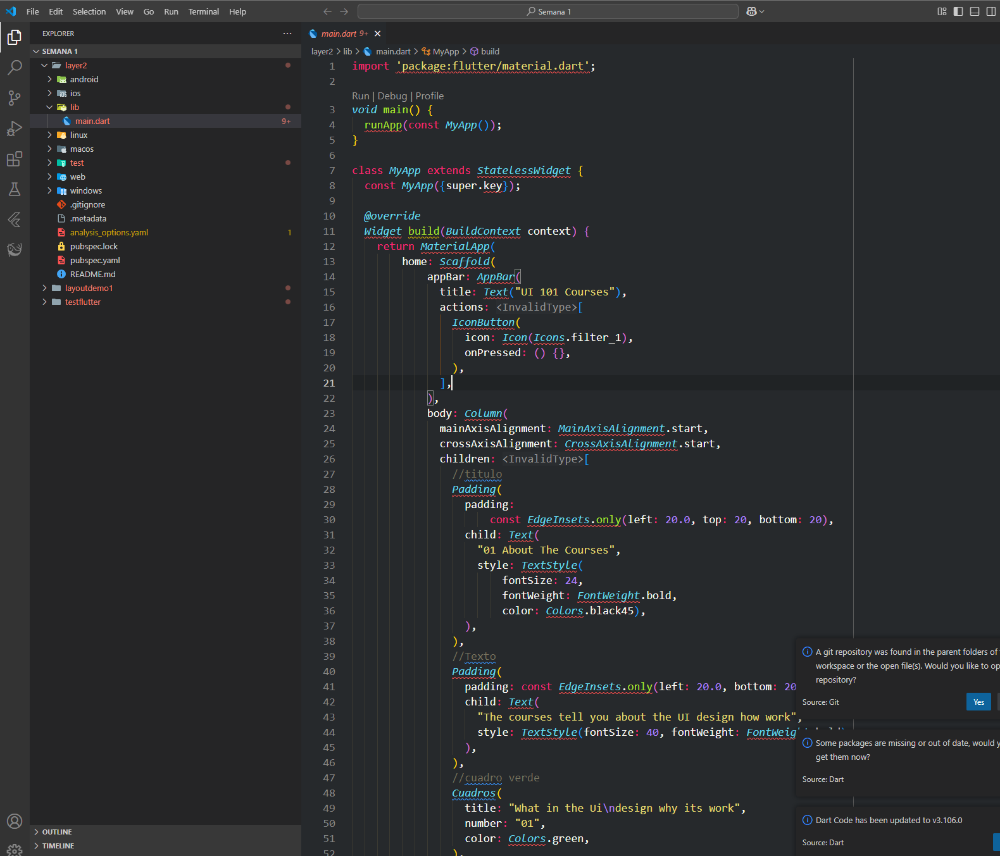 File Edit Selection View Go Run Terminal Help
Semana 1
EXPLORER
SEMANA 1
layer2
android
ios
lib
main.dart 9+
linux
macos
test
web
windows
.gitignore
.metadata
analysis_options.yaml 1
pubspec.lock
pubspec.yaml
README.md
layoutdemo1
testflutter
OUTLINE
TIMELINE
main.dart 9+
layer2 > lib > main.dart > MyApp > build
1 import 'package:flutter/material.dart';
2
Run | Debug | Profile
3 void main() {
4 runApp(const MyApp());
5 }
6
7 class MyApp extends StatelessWidget {
8 const MyApp({super.key});
9
10 @override
11 Widget build(BuildContext context) {
12 return MaterialApp(
13 home: Scaffold(
14 appBar: AppBar(
15 title: Text("UI 101 Courses"),
16 actions: <InvalidType>[
17 IconButton(
18 icon: Icon(Icons.filter_1),
19 onPressed: () {},
20 ),
21 ],
22 ),
23 body: Column(
24 mainAxisAlignment: MainAxisAlignment.start,
25 crossAxisAlignment: CrossAxisAlignment.start,
26 children: <InvalidType>[
27 //titulo
28 Padding(
29 padding:
30 const EdgeInsets.only(left: 20.0, top: 20, bottom: 20),
31 child: Text(
32 "01 About The Courses",
33 style: TextStyle(
34 fontSize: 24,
35 fontWeight: FontWeight.bold,
36 color: Colors.black45),
37 ),
38 ),
39 //Texto
40 Padding(
41 padding: const EdgeInsets.only(left: 20.0, bottom: 20
42 child: Text(
43 "The courses tell you about the UI design how work",
44 style: TextStyle(fontSize: 40, fontWeight: FontWeig
45 ),
46 ),
47 //cuadro verde
48 Cuadros(
49 title: "What in the Ui\ndesign why its work",
50 number: "01",
51 color: Colors.green,
52 ),
A git repository was found in the parent folders of
workspace or the open file(s). Would you like to op
repository?
Source: Git
Yes
Some packages are missing or out of date, would y
get them now?
Source: Dart
Dart Code has been updated to v3.106.0
Source: Dart